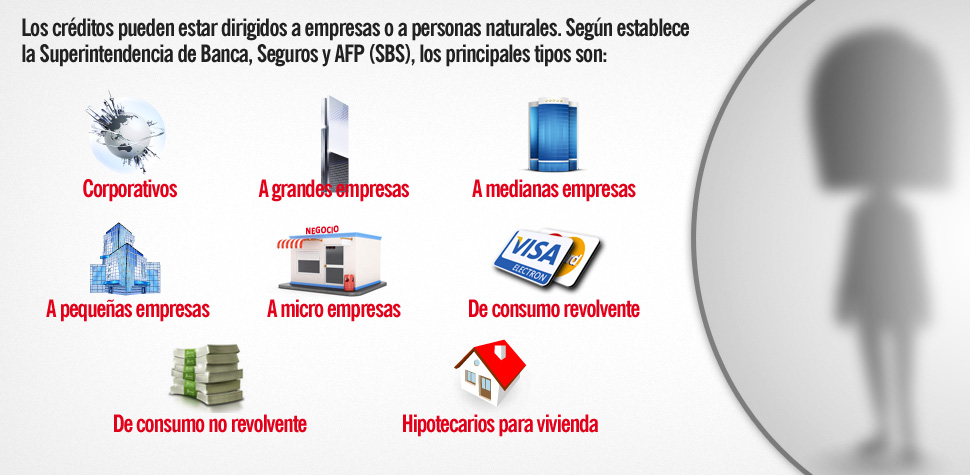 Los créditos pueden estar dirigidos a empresas o a personas naturales. Según establece
la Superintendencia de Banca, Seguros y AFP (SBS), los principales tipos son:
Corporativos
A grandes empresas
A medianas empresas
A pequeñas empresas
NEGOCIO
A micro empresas
VISA
ELECTRON
De consumo revolvente
De consumo no revolvente
Hipotecarios para vivienda